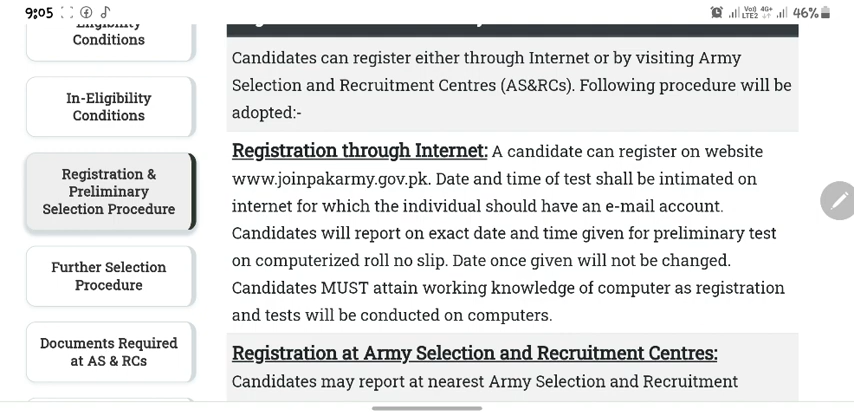 9:05
Vo)) 4G+
LTE2
46%
Eligibility
Conditions
In-Eligibility
Conditions
Registration &
Preliminary
Selection Procedure
Further Selection
Procedure
Documents Required
at AS & RCs
Candidates can register either through Internet or by visiting Army
Selection and Recruitment Centres (AS&RCs). Following procedure will be
adopted:-
Registration through Internet: A candidate can register on website
www.joinpakarmy.gov.pk. Date and time of test shall be intimated on
internet for which the individual should have an e-mail account.
Candidates will report on exact date and time given for preliminary test
on computerized roll no slip. Date once given will not be changed.
Candidates MUST attain working knowledge of computer as registration
and tests will be conducted on computers.
Registration at Army Selection and Recruitment Centres:
Candidates may report at nearest Army Selection and Recruitment